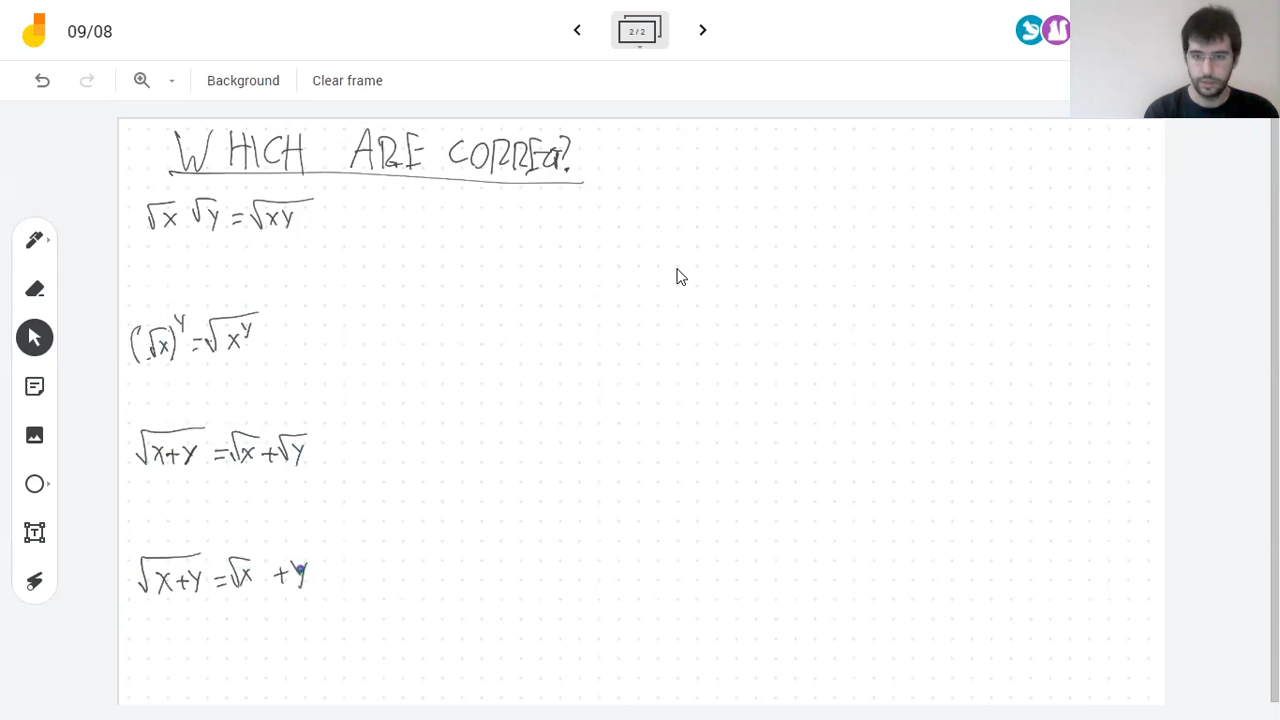 09/08
2/2
Background
Clear frame
WHICH ARE CORRECT?
√x √y = √xy
(√x)^y = √x^y
√x+y = √x + √y
√x+y = √x + y